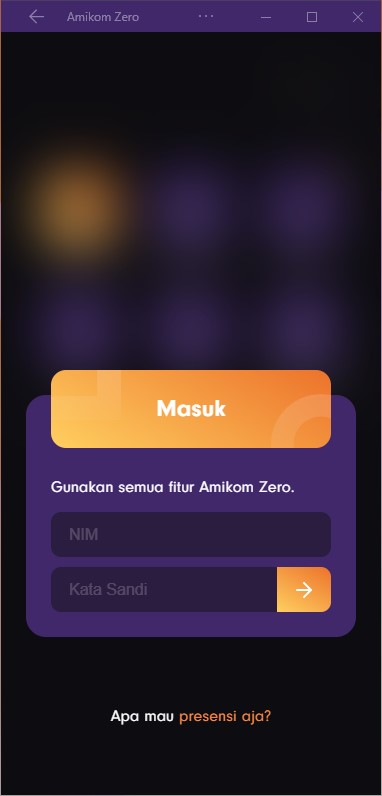 Amikom Zero
Masuk
Gunakan semua fitur Amikom Zero.
NIM
Kata Sandi
Apa mau presensi aja?